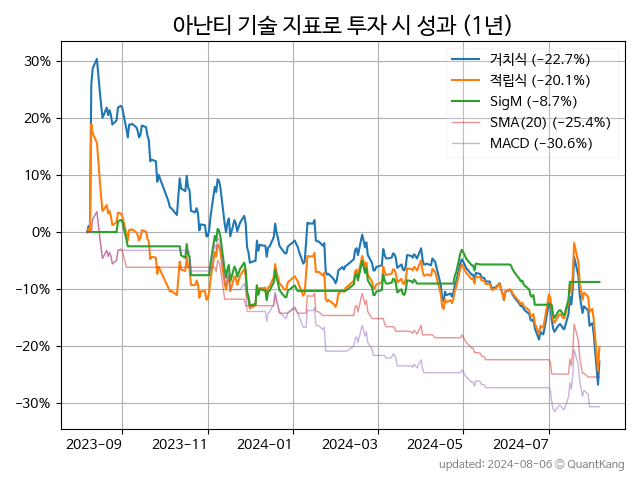 아난티 기술 지표로 투자 시 성과 (1년)
거치식 (−22.7%)
적립식 (−20.1%)
SigM (−8.7%)
SMA(20) (−25.4%)
MACD (−30.6%)
30%
20%
10%
0%
−10%
−20%
−30%
2023-09 2023-11 2024-01 2024-03 2024-05 2024-07
updated: 2024-08-06 © QuantKang